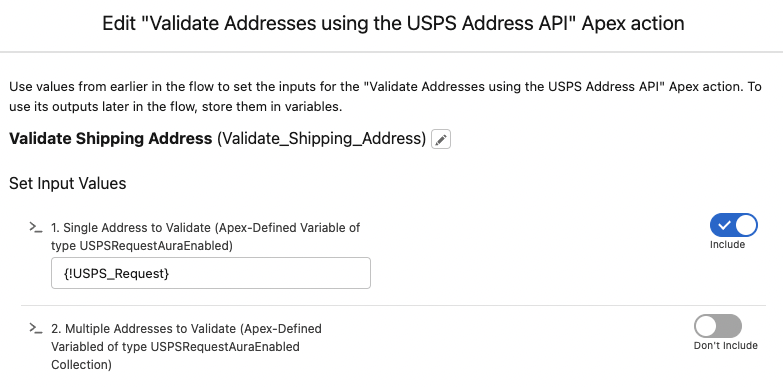 Edit "Validate Addresses using the USPS Address API" Apex action
Use values from earlier in the flow to set the inputs for the "Validate Addresses using the USPS Address API" Apex action. To
use its outputs later in the flow, store them in variables.
Validate Shipping Address (Validate_Shipping_Address)
Set Input Values
1. Single Address to Validate (Apex-Defined Variable of
type USPSRequestAuraEnabled)
Include
{!USPS_Request}
2. Multiple Addresses to Validate (Apex-Defined
Variabled of type USPSRequestAuraEnabled
Collection)
Don't Include